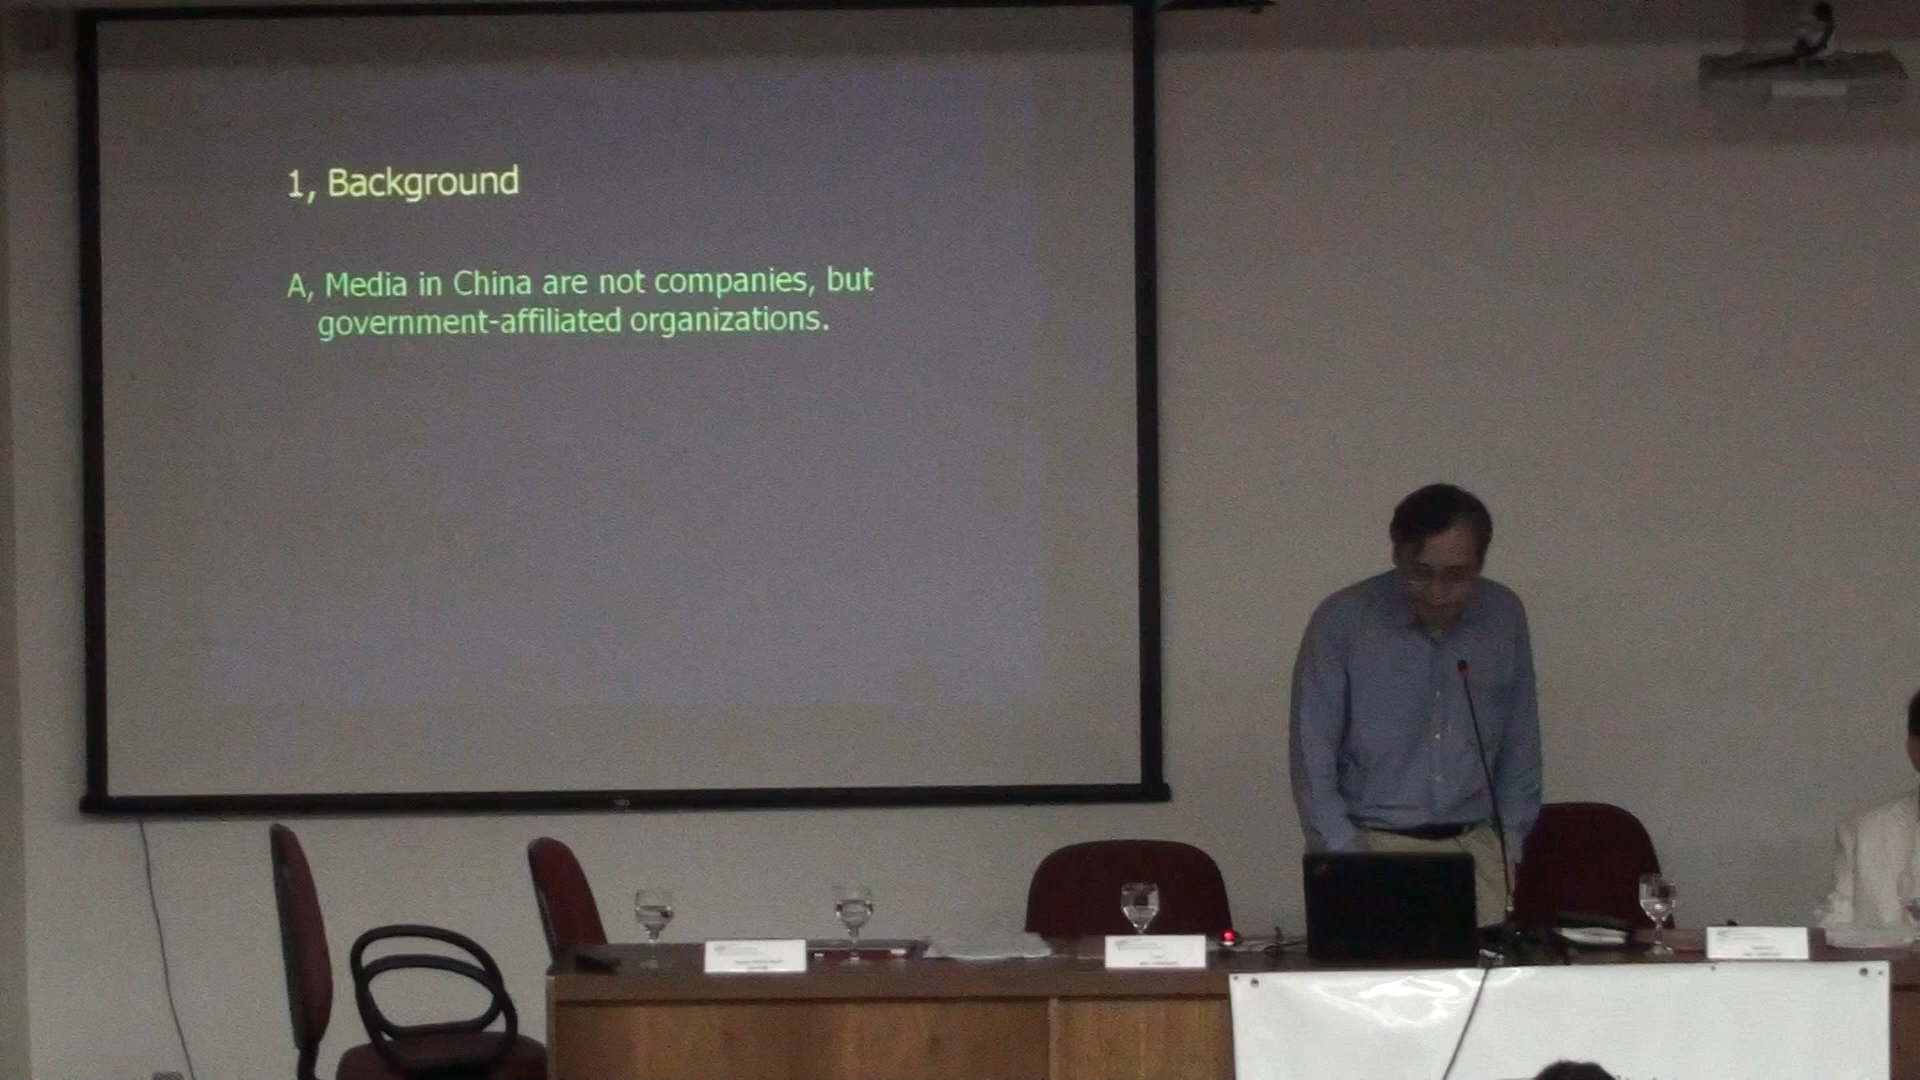 1, Background
A, Media in China are not companies, but
government-affiliated organizations.